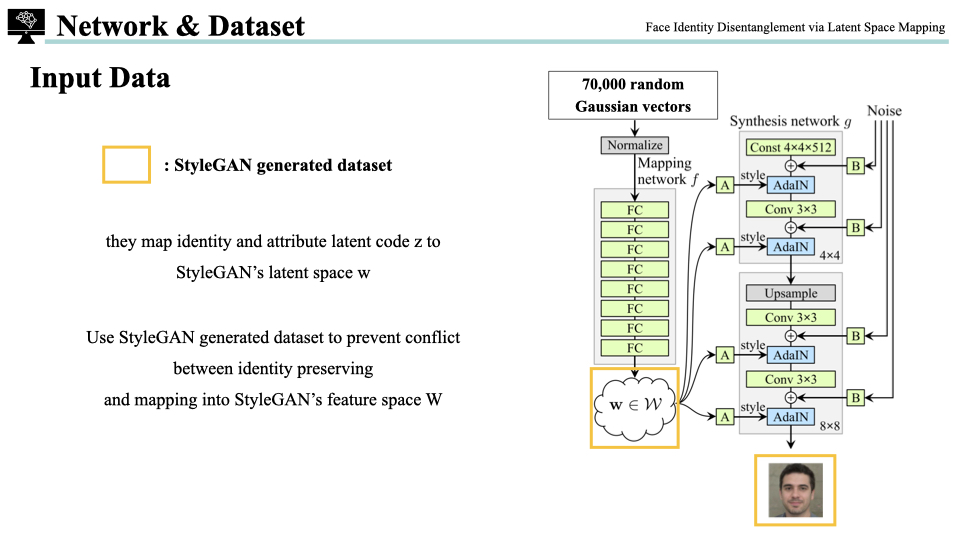 Network & Dataset
Face Identity Disentanglement via Latent Space Mapping
Input Data
: StyleGAN generated dataset
they map identity and attribute latent code z to
StyleGAN’s latent space w
Use StyleGAN generated dataset to prevent conflict
between identity preserving
and mapping into StyleGAN’s feature space W
70,000 random
Gaussian vectors
Normalize
Mapping
network f
FC
FC
FC
FC
FC
FC
FC
FC
w ∈ W
Synthesis network g
Noise
Const 4×4×512
B
A
style
AdaIN
Conv 3×3
B
A
style
AdaIN
4×4
Upsample
Conv 3×3
B
A
style
AdaIN
Conv 3×3
B
A
style
AdaIN
8×8